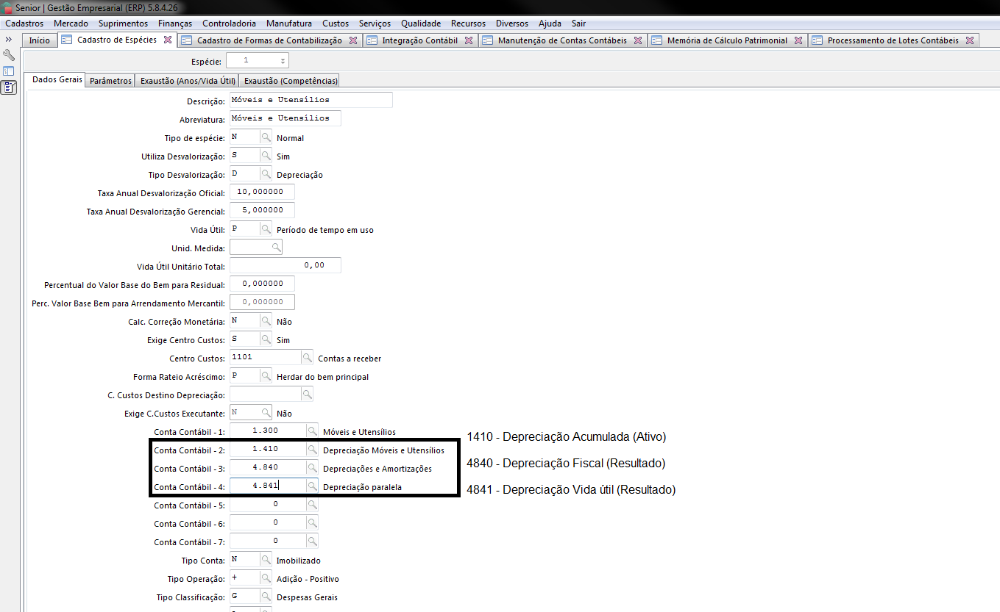 Senior | Gestão Empresarial (ERP) 5.8.4.26
Cadastros Mercado Suprimentos Finanças Controladoria Manufatura Custos Serviços Qualidade Recursos Diversos Ajuda Sair
Início Cadastro de Espécies Cadastro de Formas de Contabilização Integração Contábil Manutenção de Contas Contábeis Memória de Cálculo Patrimonial Processamento de Lotes Contábeis
Espécie: 1
Dados Gerais Parâmetros Exaustão (Anos/Vida Útil) Exaustão (Competências)
Descrição: Móveis e Utensílios
Abreviatura: Móveis e Utensílios
Tipo de espécie: N Normal
Utiliza Desvalorização: S Sim
Tipo Desvalorização: D Depreciação
Taxa Anual Desvalorização Oficial: 10,000000
Taxa Anual Desvalorização Gerencial: 5,000000
Vida Útil: P Período de tempo em uso
Unid. Medida:
Vida Útil Unitário Total: 0,00
Percentual do Valor Base do Bem para Residual: 0,000000
Perc. Valor Base Bem para Arrendamento Mercantil: 0,000000
Calc. Correção Monetária: N Não
Exige Centro Custos: S Sim
Centro Custos: 1101 Contas a receber
Forma Rateio Acréscimo: P Herdar do bem principal
C. Custos Destino Depreciação:
Exige C.Custos Executante: N Não
Conta Contábil - 1: 1.300 Móveis e Utensílios
1410 - Depreciação Acumulada (Ativo)
Conta Contábil - 2: 1.410 Depreciação Móveis e Utensílios
4840 - Depreciação Fiscal (Resultado)
Conta Contábil - 3: 4.840 Depreciações e Amortizações
Conta Contábil - 4: 4.841 Depreciação paralela
4841 - Depreciação Vida útil (Resultado)
Conta Contábil - 5: 0
Conta Contábil - 6: 0
Conta Contábil - 7: 0
Tipo Conta: N Imobilizado
Tipo Operação: + Adição - Positivo
Tipo Classificação: G Despesas Gerais